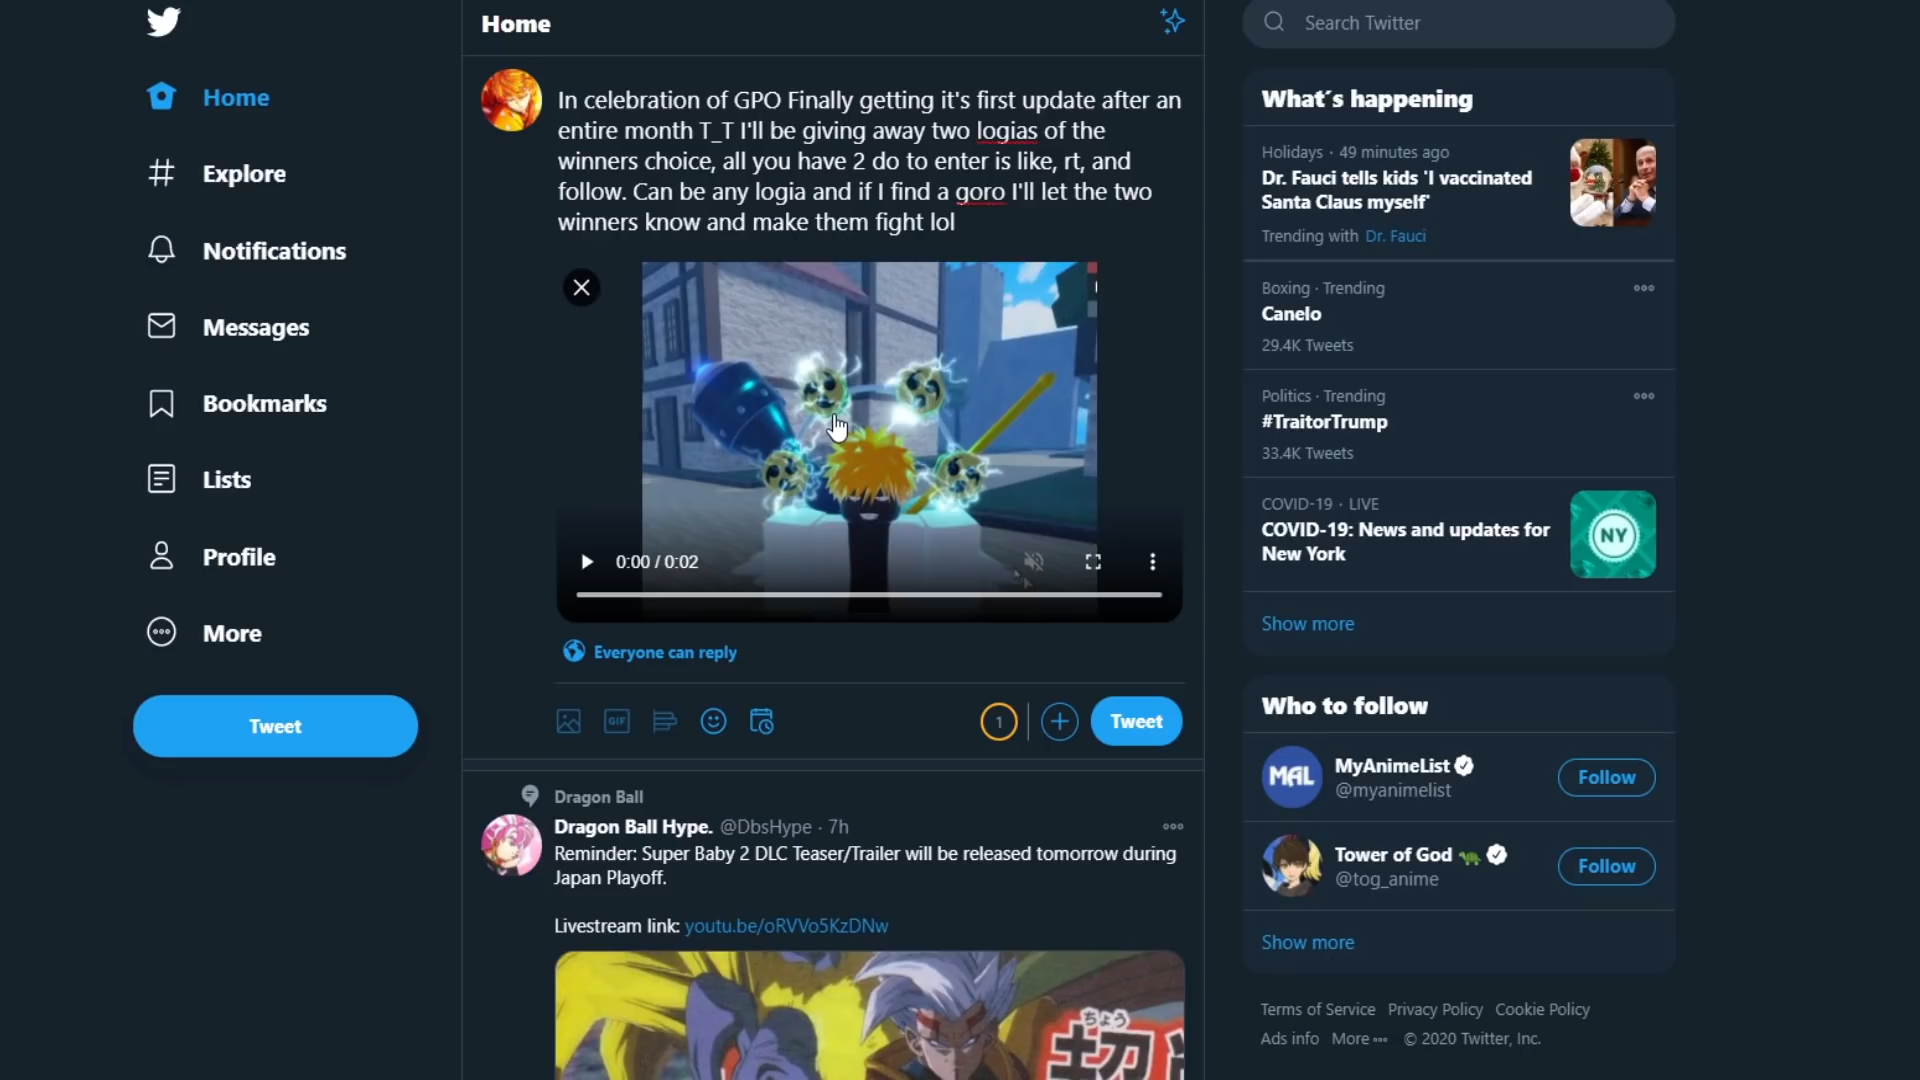 Home
Explore
Notifications
Messages
Bookmarks
Lists
Profile
More
Tweet
Home
In celebration of GPO Finally getting it's first update after an
entire month T_T I'll be giving away two logias of the
winners choice, all you have 2 do to enter is like, rt, and
follow. Can be any logia and if I find a goro I'll let the two
winners know and make them fight lol
0:00 / 0:02
Everyone can reply
GIF
1
Tweet
Dragon Ball
Dragon Ball Hype. @DbsHype · 7h
Reminder: Super Baby 2 DLC Teaser/Trailer will be released tomorrow during
Japan Playoff.
Livestream link: youtu.be/oRVVo5KzDNw
ちょう
超
Search Twitter
What´s happening
Holidays · 49 minutes ago
Dr. Fauci tells kids 'I vaccinated
Santa Claus myself'
Trending with Dr. Fauci
Boxing · Trending
Canelo
29.4K Tweets
Politics · Trending
#TraitorTrump
33.4K Tweets
COVID-19 · LIVE
COVID-19: News and updates for
New York
NY
Show more
Who to follow
MAL
MyAnimeList
@myanimelist
Follow
Tower of God
@tog_anime
Follow
Show more
Terms of Service Privacy Policy Cookie Policy
Ads info More © 2020 Twitter, Inc.